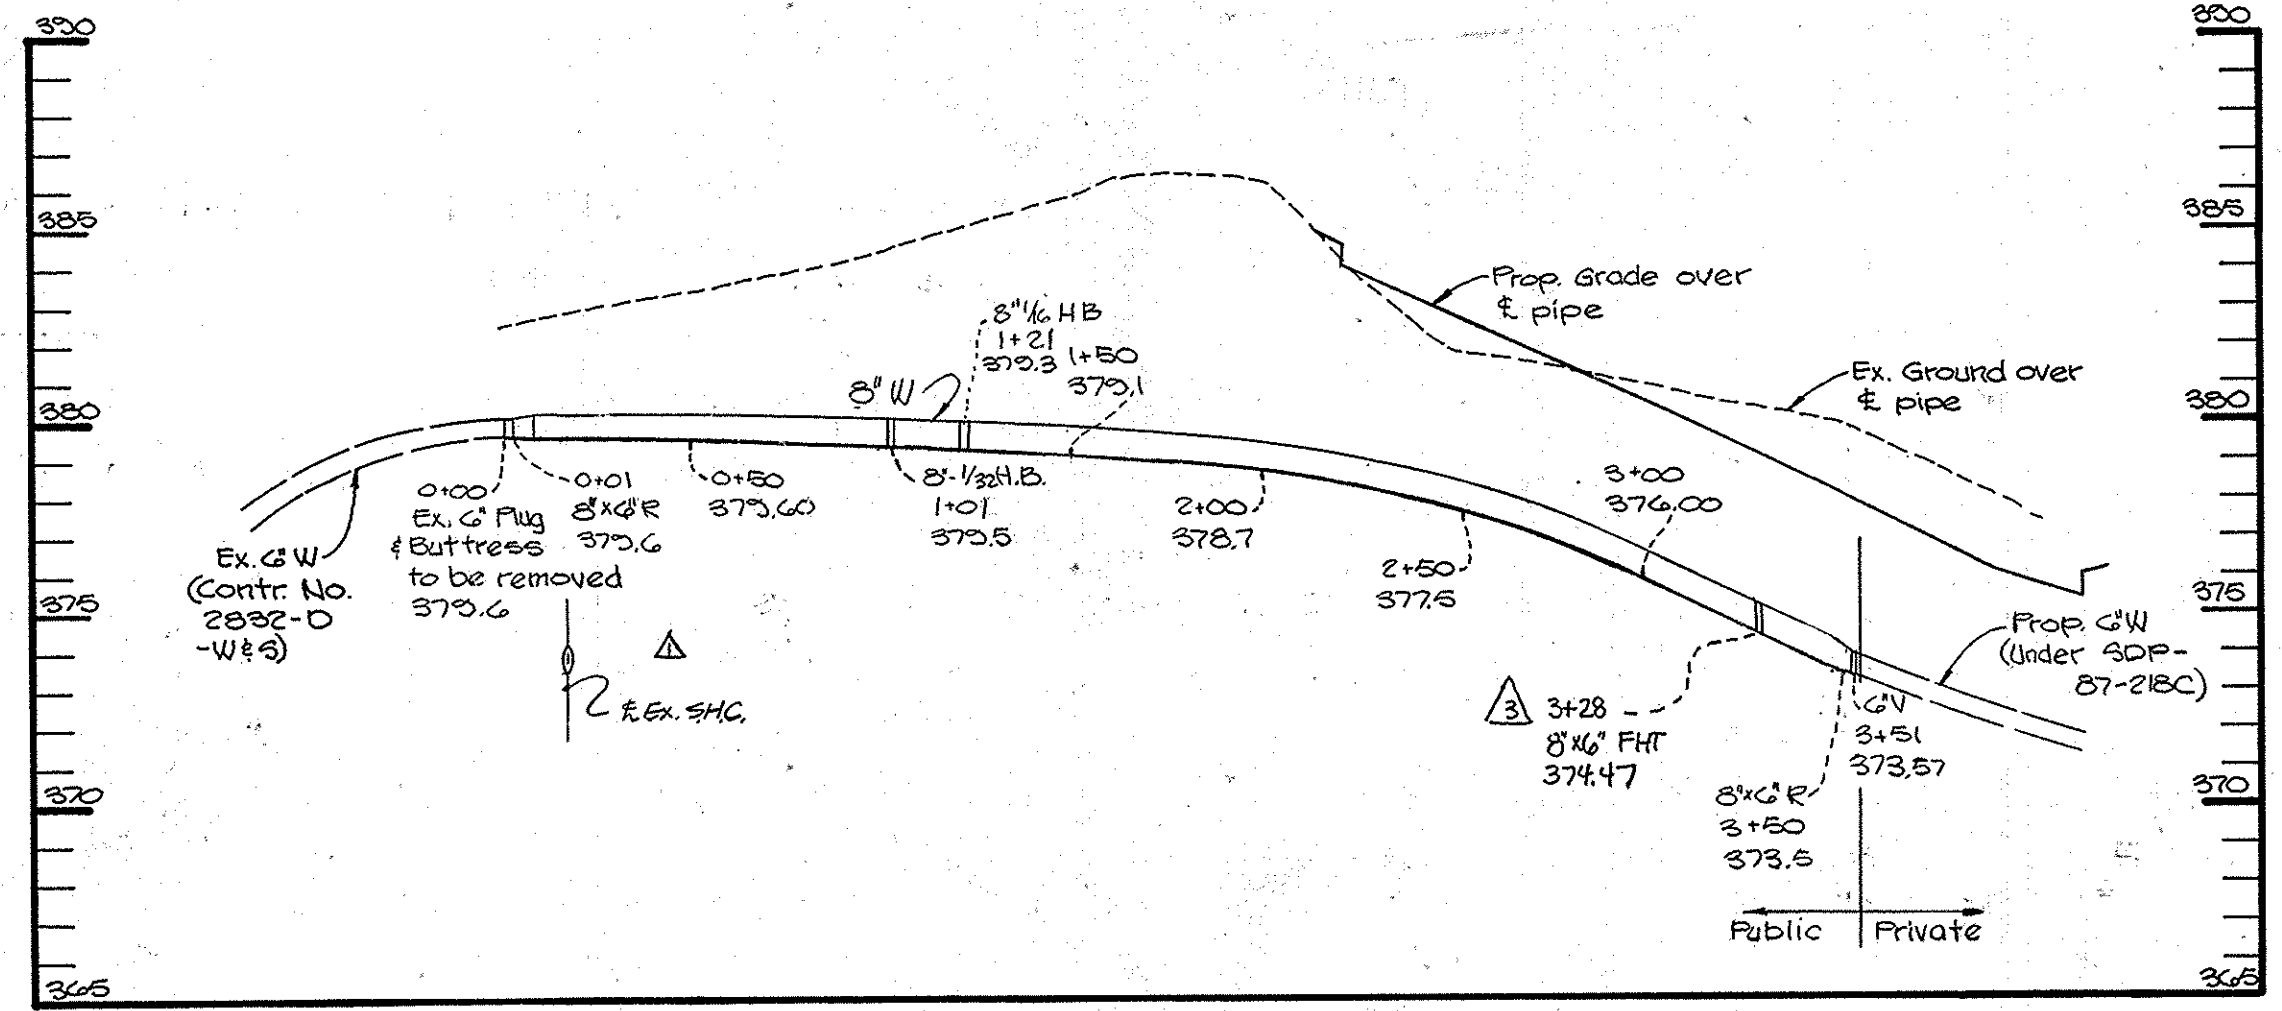 390
390
385
385
380
380
375
375
370
370
365
365
Prop. Grade over
℄ pipe
Ex. Ground over
℄ pipe
8" 1/16 HB
1+21
379.3
1+50
379.1
8" W
0+00
Ex. 6" Plug
& Buttress
to be removed
379.6
0+01
8"x6" R
379.6
0+50
379.60
8"-1/32 H.B.
1+01
379.5
2+00
378.7
2+50
377.5
3+00
376.00
Ex. 6" W
(Contr. No.
2832-D
-W&S)
1
℄ Ex. S.H.C.
3
3+28
8"x6" FHT
374.47
6"V
3+51
373.57
8"x6" R
3+50
373.5
Prop. 6"W
(Under SDP-
87-218C)
Public
Private